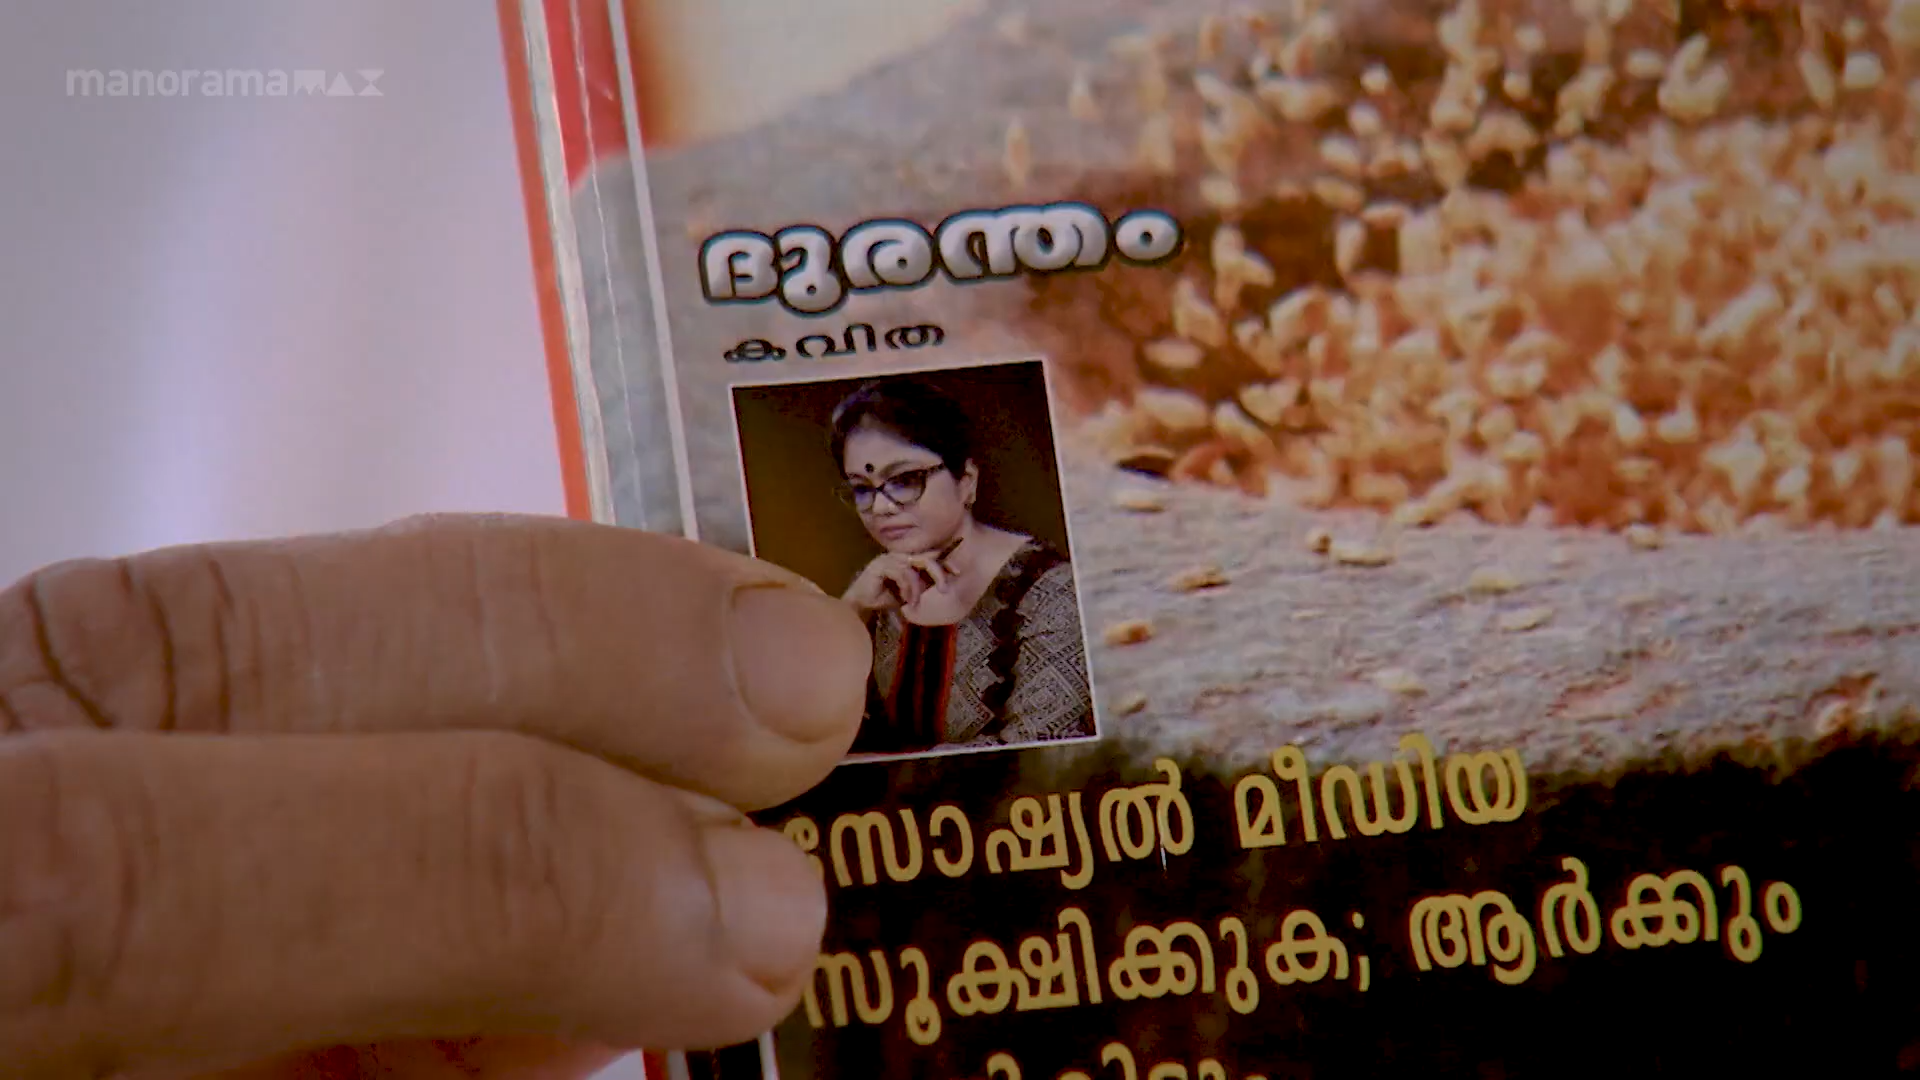 manoramaMAX
ദുരന്തം
കവിത
സോഷ്യൽ മീഡിയ
സൂക്ഷിക്കുക; ആർക്കും